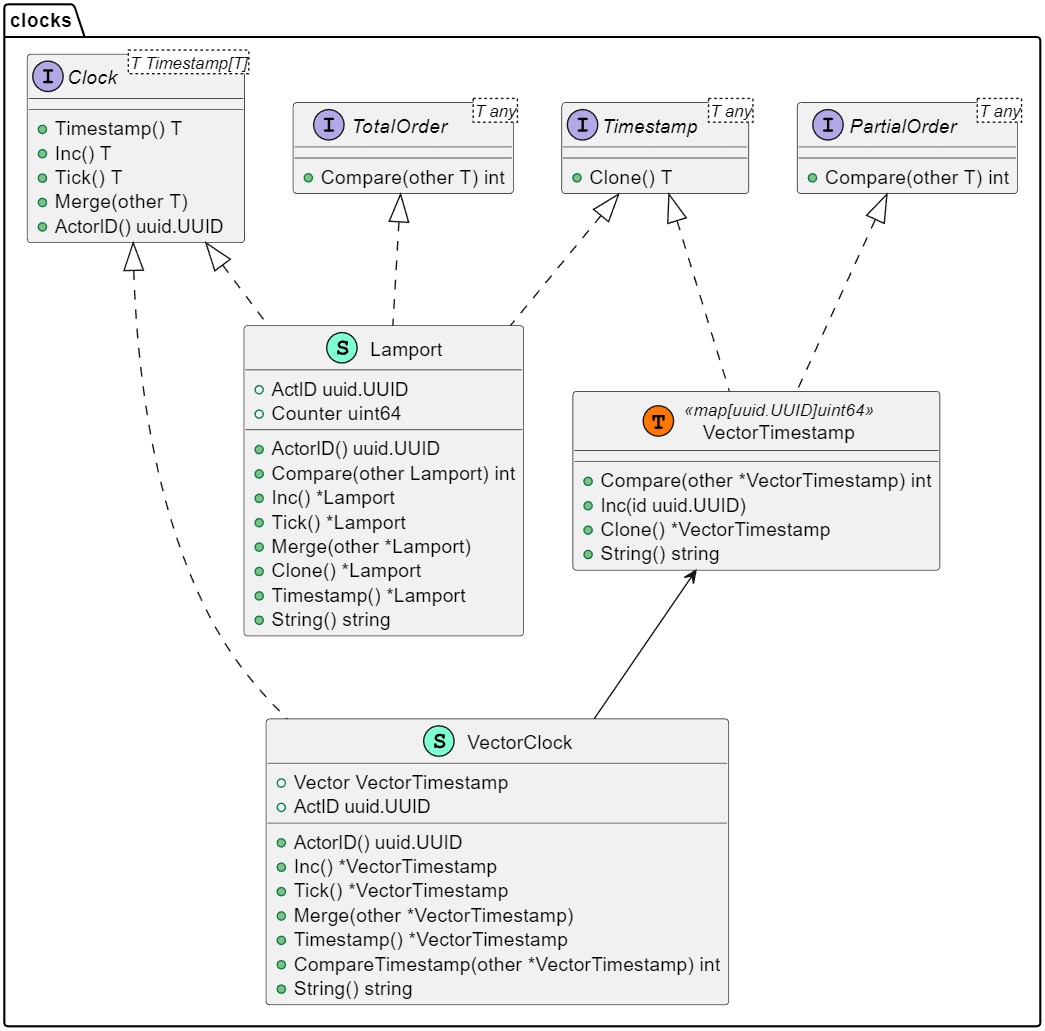 clocks
I Clock
T Timestamp[T]
Timestamp() T
Inc() T
Tick() T
Merge(other T)
ActorID() uuid.UUID
I TotalOrder
T any
Compare(other T) int
I Timestamp
T any
Clone() T
I PartialOrder
T any
Compare(other T) int
S Lamport
ActID uuid.UUID
Counter uint64
ActorID() uuid.UUID
Compare(other Lamport) int
Inc() *Lamport
Tick() *Lamport
Merge(other *Lamport)
Clone() *Lamport
Timestamp() *Lamport
String() string
T «map[uuid.UUID]uint64»
VectorTimestamp
Compare(other *VectorTimestamp) int
Inc(id uuid.UUID)
Clone() *VectorTimestamp
String() string
S VectorClock
Vector VectorTimestamp
ActID uuid.UUID
ActorID() uuid.UUID
Inc() *VectorTimestamp
Tick() *VectorTimestamp
Merge(other *VectorTimestamp)
Timestamp() *VectorTimestamp
CompareTimestamp(other *VectorTimestamp) int
String() string